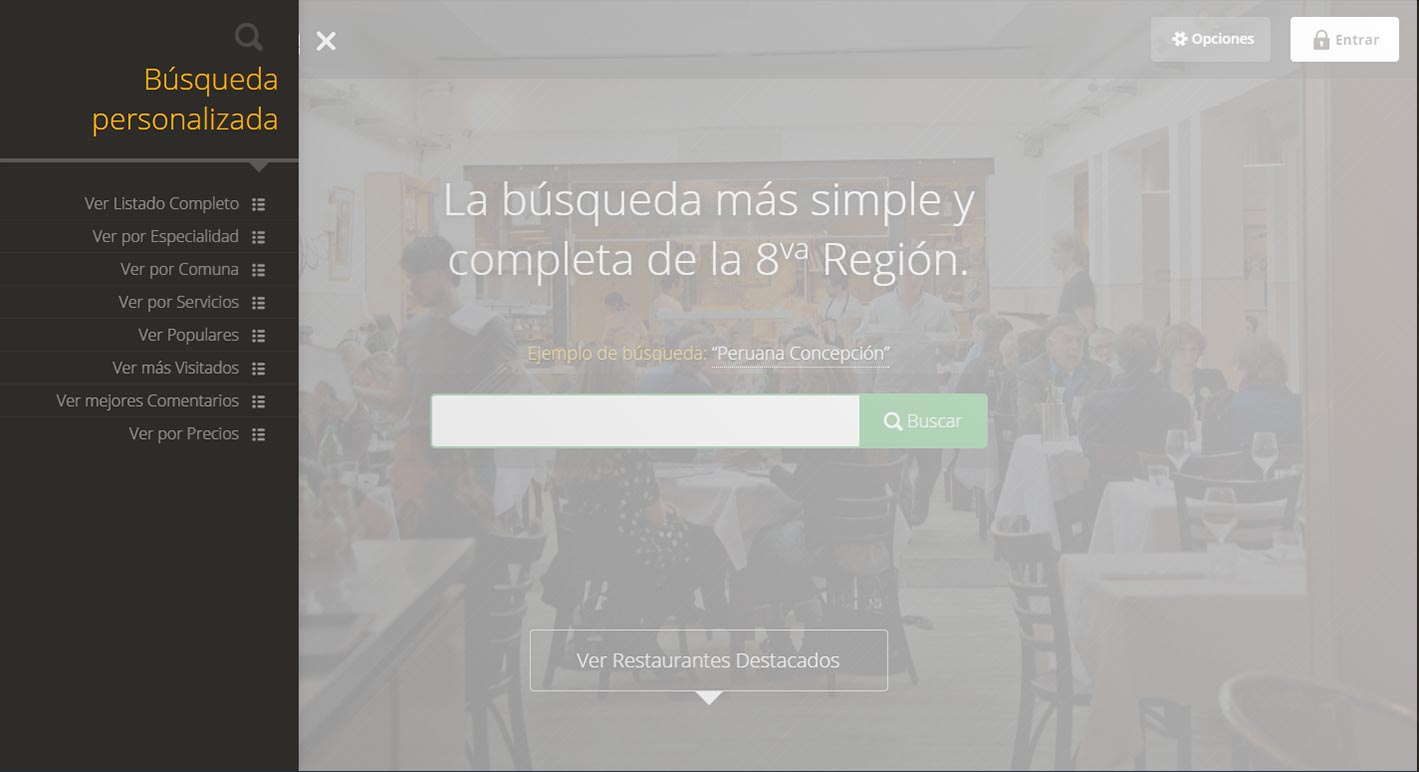 Búsqueda
personalizada
Ver Listado Completo
Ver por Especialidad
Ver por Comuna
Ver por Servicios
Ver Populares
Ver más Visitados
Ver mejores Comentarios
Ver por Precios
Opciones
Entrar
La búsqueda más simple y
completa de la 8va Región.
Ejemplo de búsqueda: “Peruana Concepción”
Buscar
Ver Restaurantes Destacados